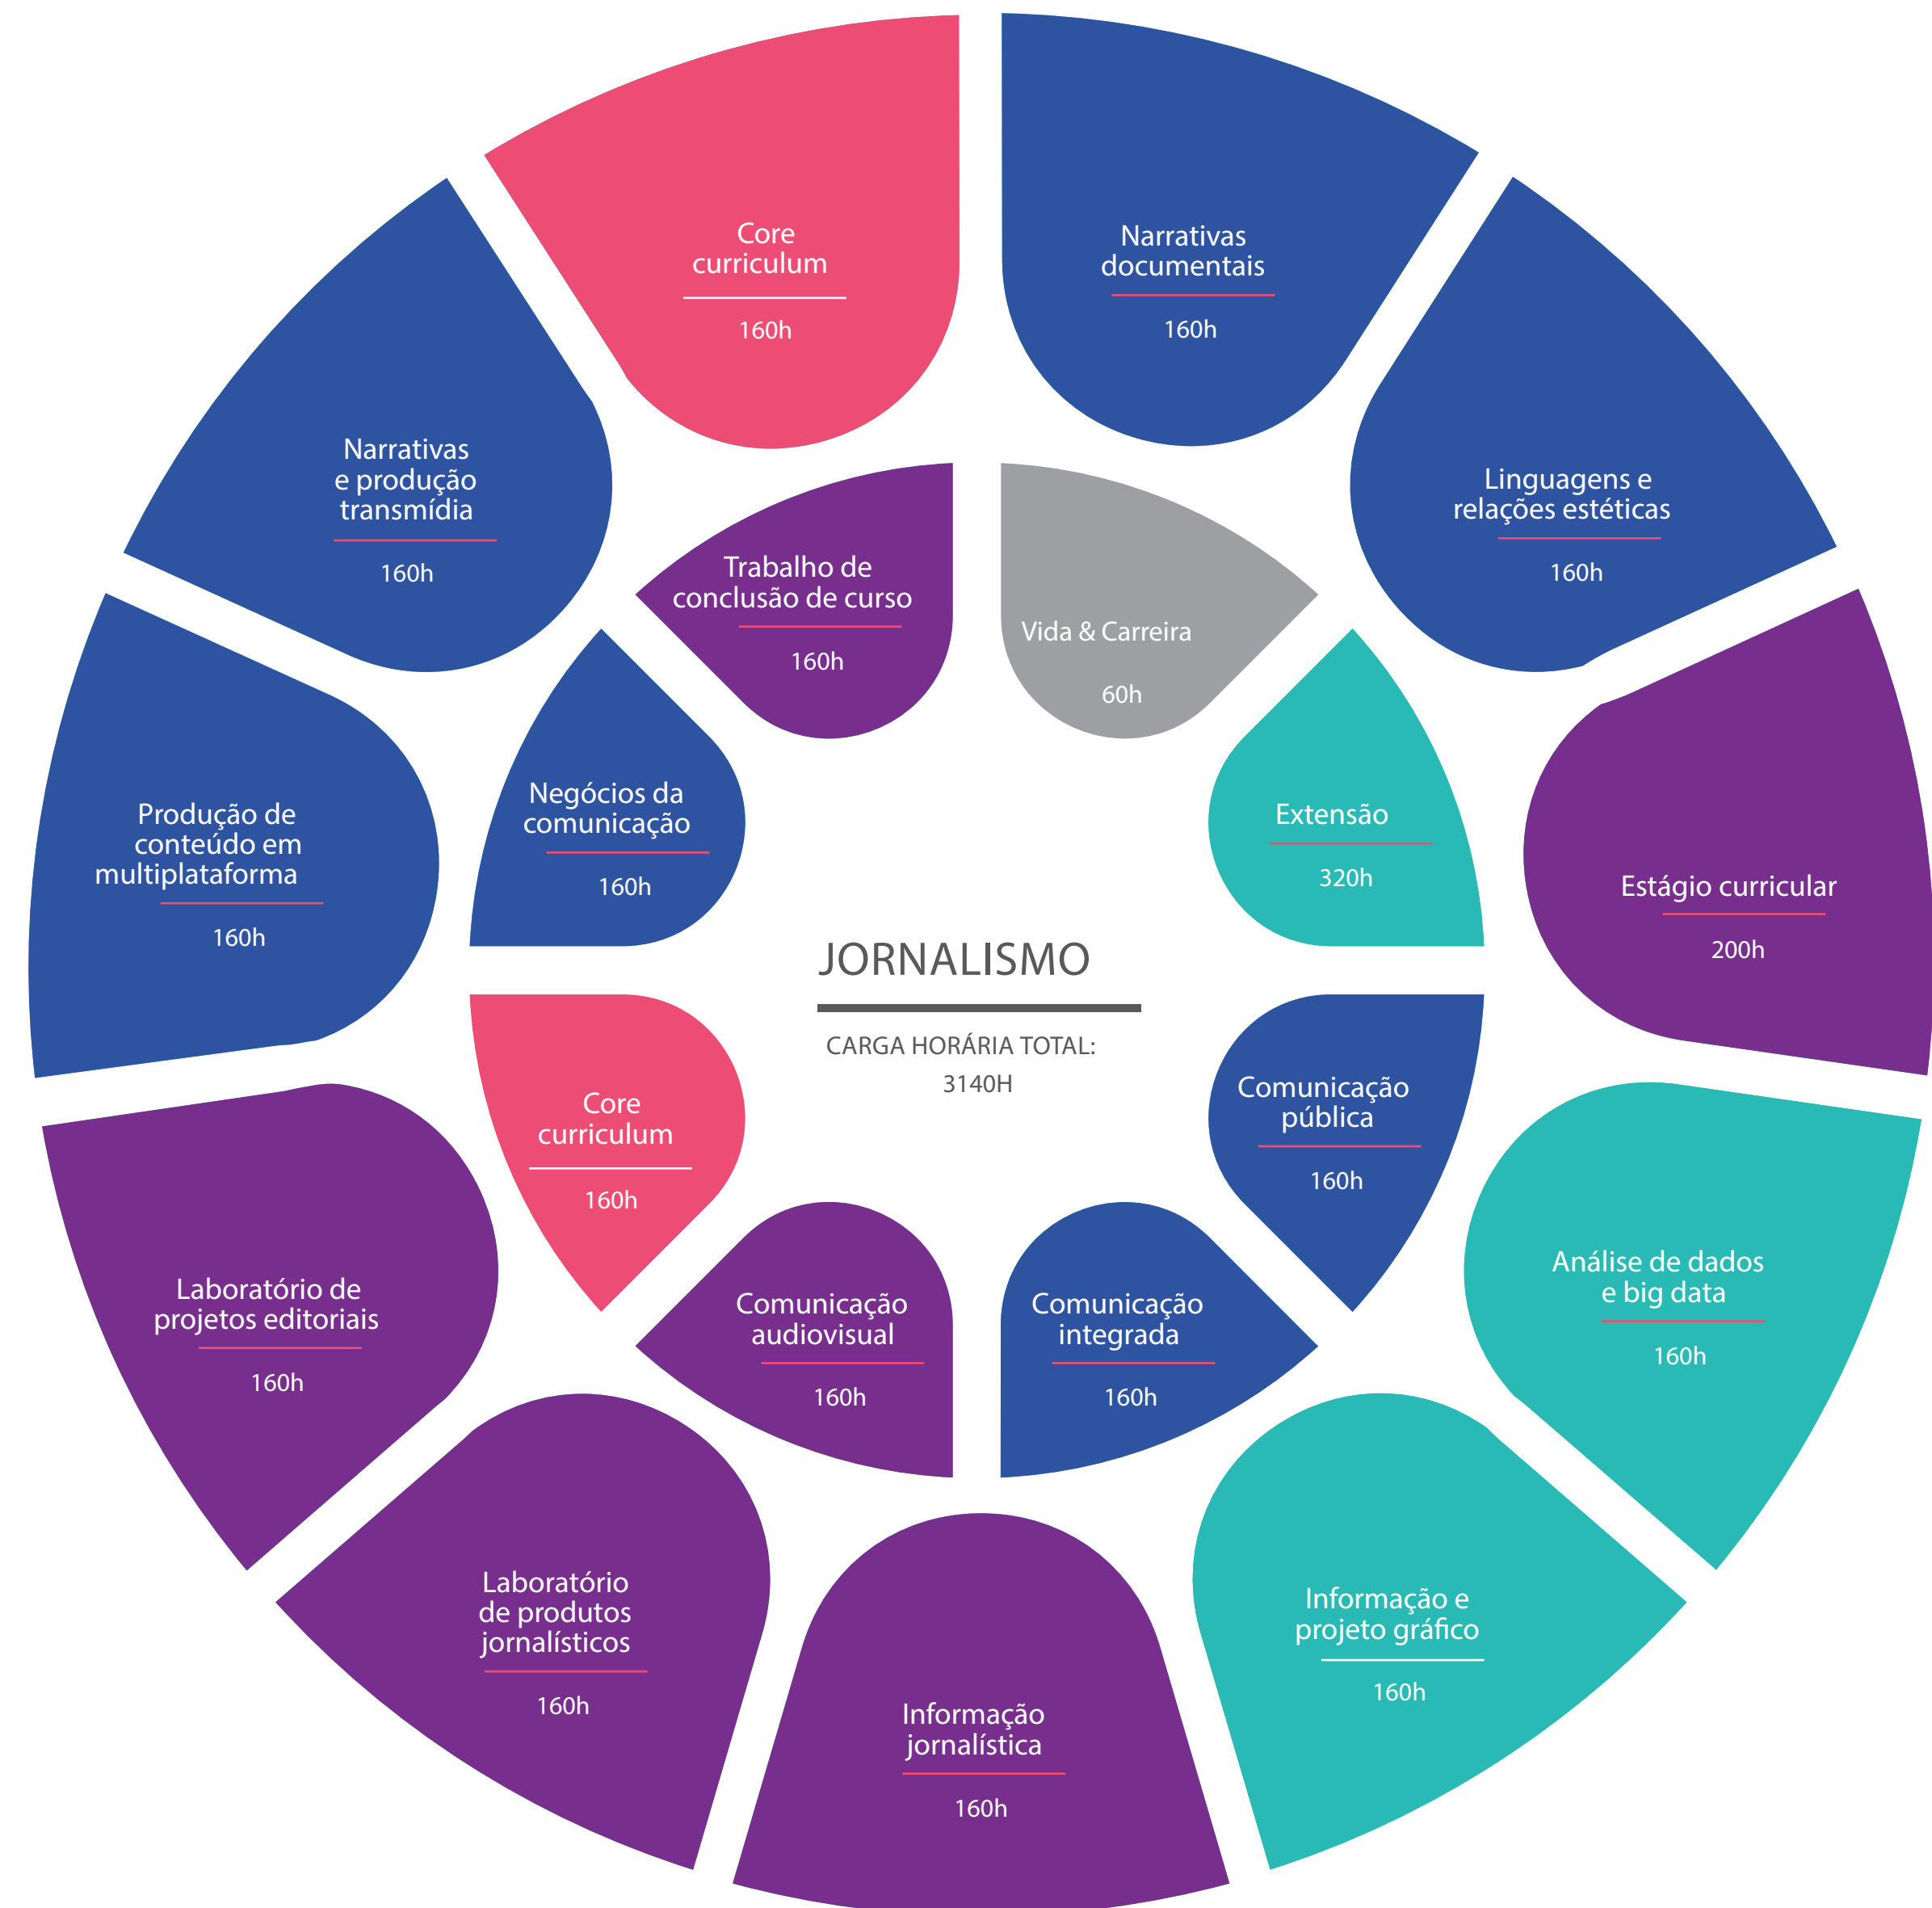 Core
curriculum
160h
Narrativas
documentais
160h
Narrativas
e produção
transmídia
160h
Linguagens e
relações estéticas
160h
Trabalho de
conclusão de curso
160h
Vida & Carreira
60h
Negócios da
comunicação
160h
Extensão
320h
Produção de
conteúdo em
multiplataforma
160h
Estágio curricular
200h
JORNALISMO
CARGA HORÁRIA TOTAL:
3140H
Core
curriculum
160h
Comunicação
pública
160h
Laboratório de
projetos editoriais
160h
Comunicação
audiovisual
160h
Comunicação
integrada
160h
Análise de dados
e big data
160h
Laboratório
de produtos
jornalísticos
160h
Informação
jornalística
160h
Informação e
projeto gráfico
160h